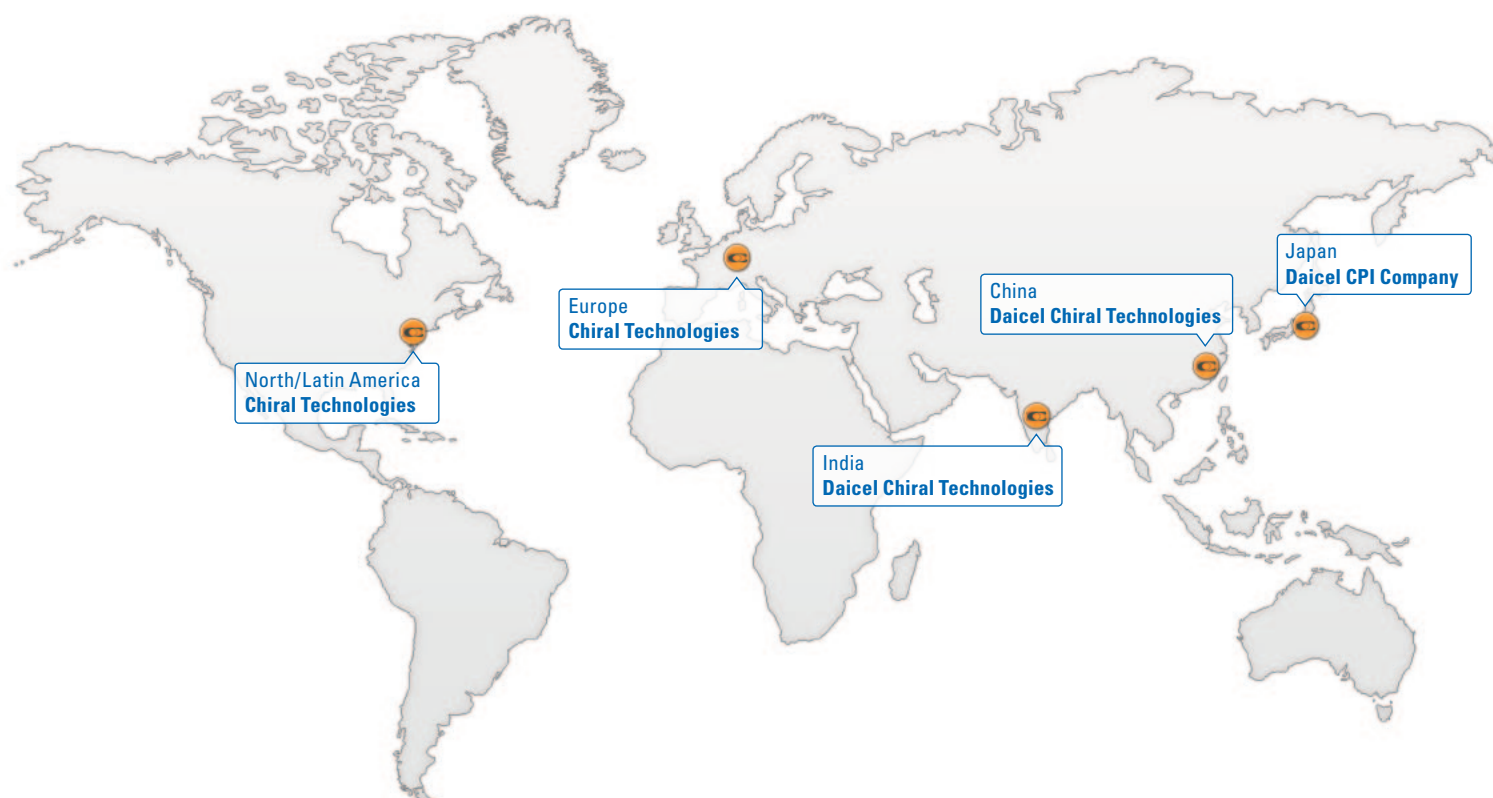 Japan
Daicel CPI Company
China
Daicel Chiral Technologies
Europe
Chiral Technologies
North/Latin America
Chiral Technologies
India
Daicel Chiral Technologies